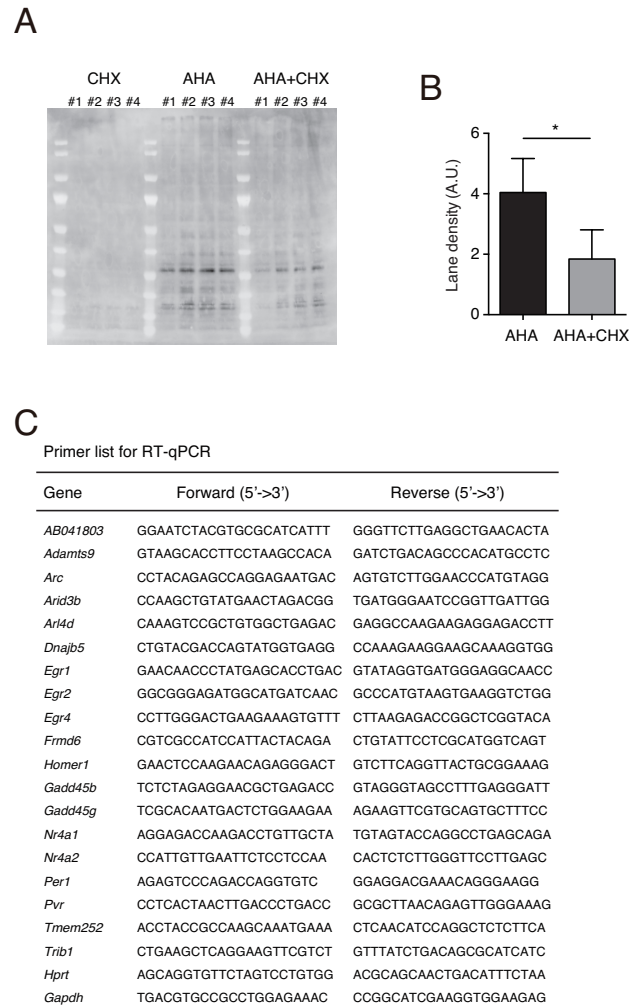 A
CHX AHA AHA+CHX
#1 #2 #3 #4 #1 #2 #3 #4 #1 #2 #3 #4
B
*
6
4
2
0
Lane density (A.U.)
AHA AHA+CHX
C
Primer list for RT-qPCR
Gene Forward (5'->3') Reverse (5'->3')
AB041803 GGAATCTACGTGCGCATCATTT GGGTTCTTGAGGCTGAACACTA
Adamts9 GTAAGCACCTTCCTAAGCCACA GATCTGACAGCCCACATGCCTC
Arc CCTACAGAGCCAGGAGAATGAC AGTGTCTTGGAACCCATGTAGG
Arid3b CCAAGCTGTATGAACTAGACGG TGATGGGAATCCGGTTGATTGG
Arl4d CAAAGTCCGCTGTGGCTGAGAC GAGGCCAAGAAGAGGAGACCTT
Dnajb5 CTGTACGACCAGTATGGTGAGG CCAAAGAAGGAAGCAAAGGTGG
Egr1 GAACAACCCTATGAGCACCTGAC GTATAGGTGATGGGAGGCAACC
Egr2 GGCGGGAGATGGCATGATCAAC GCCCATGTAAGTGAAGGTCTGG
Egr4 CCTTGGGACTGAAGAAAGTGTTT CTTAAGAGACCGGCTCGGTACA
Frmd6 CGTCGCCATCCATTACTACAGA CTGTATTCCTCGCATGGTCAGT
Homer1 GAACTCCAAGAACAGAGGGACT GTCTTCAGGTTACTGCGGAAAG
Gadd45b TCTCTAGAGGAACGCTGAGACC GTAGGGTAGCCTTTGAGGGATT
Gadd45g TCGCACAATGACTCTGGAAGAA AGAAGTTCGTGCAGTGCTTTCC
Nr4a1 AGGAGACCAAGACCTGTTGCTA TGTAGTACCAGGCCTGAGCAGA
Nr4a2 CCATTGTTGAATTCTCCTCCAA CACTCTCTTGGGTTCCTTGAGC
Per1 AGAGTCCCAGACCAGGTGTC GGAGGACGAAACAGGGAAGG
Pvr CCTCACTAACTTGACCCTGACC GCGCTTAACAGAGTTGGGAAAG
Tmem252 ACCTACCGCCAAGCAAATGAAA CTCAACATCCAGGCTCTCTTCA
Trib1 CTGAAGCTCAGGAAGTTCGTCT GTTTATCTGACAGCGCATCATC
Hprt AGCAGGTGTTCTAGTCCTGTGG ACGCAGCAACTGACATTTCTAA
Gapdh TGACGTGCCGCCTGGAGAAAC CCGGCATCGAAGGTGGAAGAG